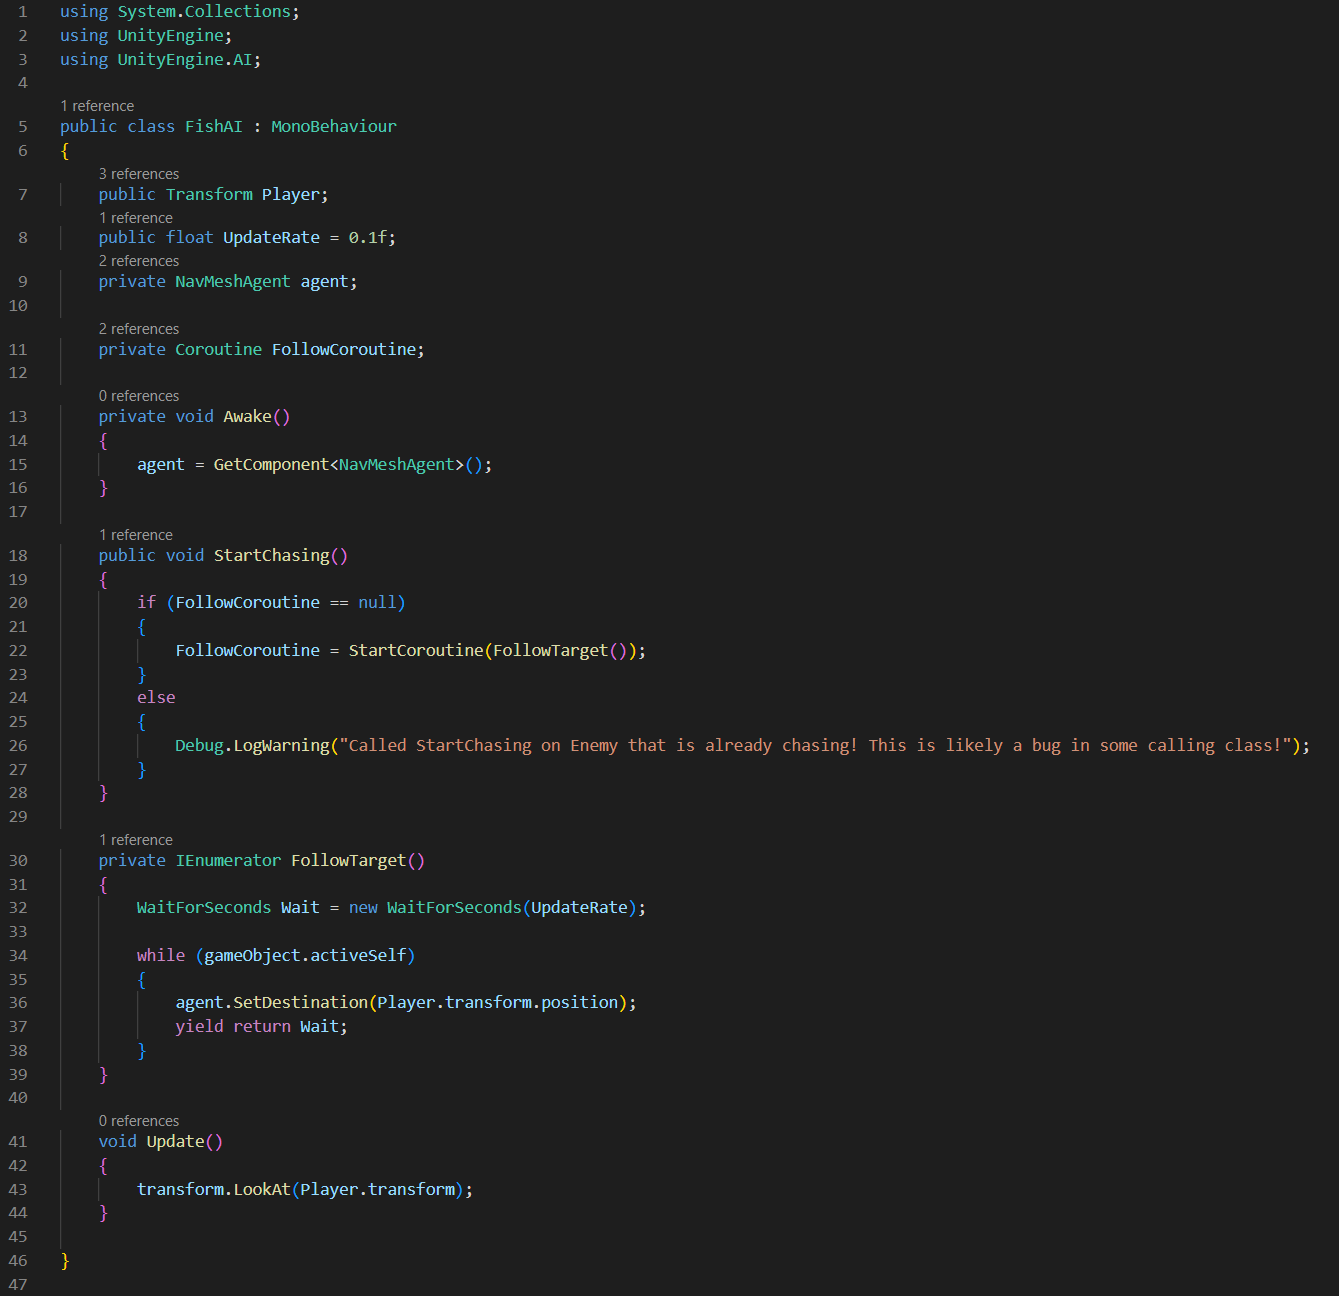 1 using System.Collections;
2 using UnityEngine;
3 using UnityEngine.AI;
4
1 reference
5 public class FishAI : MonoBehaviour
6 {
3 references
7     public Transform Player;
1 reference
8     public float UpdateRate = 0.1f;
2 references
9     private NavMeshAgent agent;
10
2 references
11     private Coroutine FollowCoroutine;
12
0 references
13     private void Awake()
14     {
15         agent = GetComponent<NavMeshAgent>();
16     }
17
1 reference
18     public void StartChasing()
19     {
20         if (FollowCoroutine == null)
21         {
22             FollowCoroutine = StartCoroutine(FollowTarget());
23         }
24         else
25         {
26             Debug.LogWarning("Called StartChasing on Enemy that is already chasing! This is likely a bug in some calling class!");
27         }
28     }
29
1 reference
30     private IEnumerator FollowTarget()
31     {
32         WaitForSeconds Wait = new WaitForSeconds(UpdateRate);
33
34         while (gameObject.activeSelf)
35         {
36             agent.SetDestination(Player.transform.position);
37             yield return Wait;
38         }
39     }
40
0 references
41     void Update()
42     {
43         transform.LookAt(Player.transform);
44     }
45
46 }
47